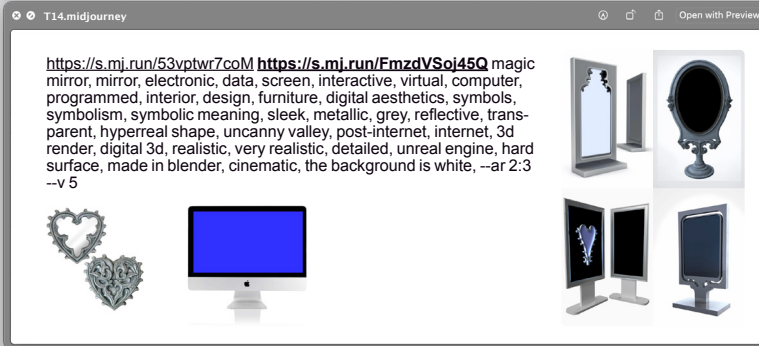 T14.midjourney
Open with Preview
https://s.mj.run/53vptwr7coM https://s.mj.run/FmzdVSoj45Q magic
mirror, mirror, electronic, data, screen, interactive, virtual, computer,
programmed, interior, design, furniture, digital aesthetics, symbols,
symbolism, symbolic meaning, sleek, metallic, grey, reflective, trans-
parent, hyperreal shape, uncanny valley, post-internet, internet, 3d
render, digital 3d, realistic, very realistic, detailed, unreal engine, hard
surface, made in blender, cinematic, the background is white, --ar 2:3
--v 5